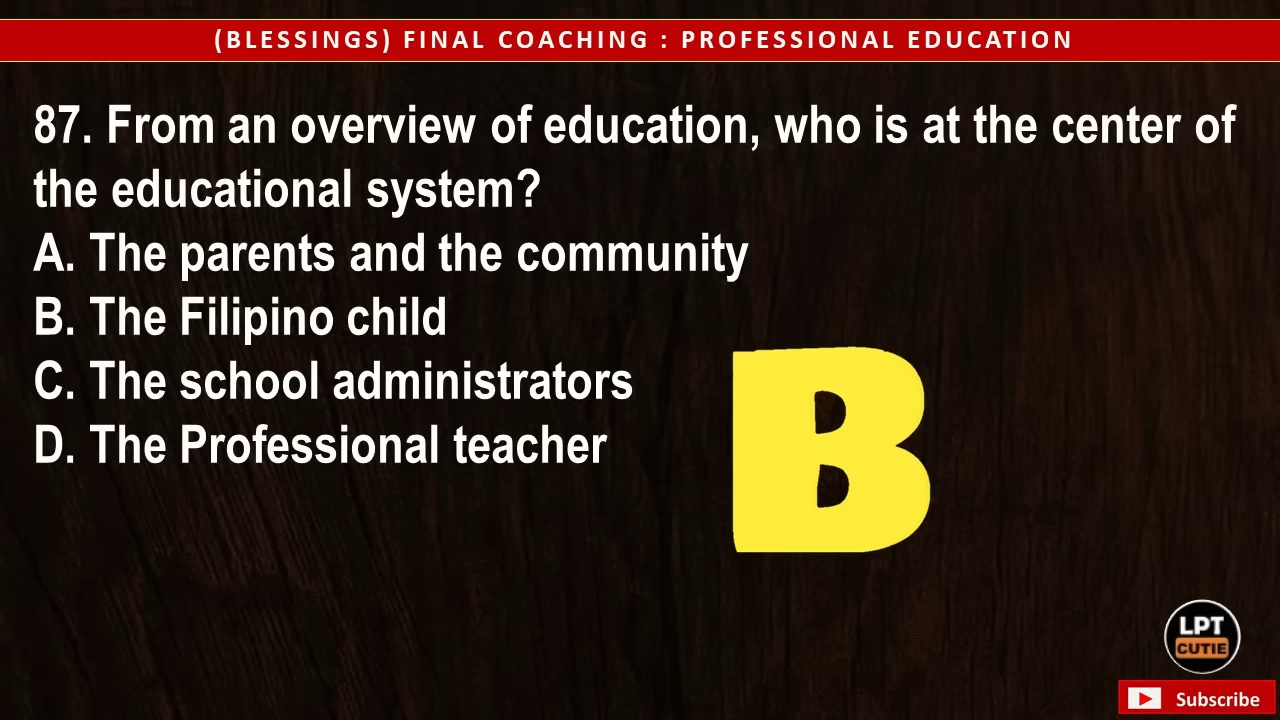 (BLESSINGS) FINAL COACHING : PROFESSIONAL EDUCATION
87. From an overview of education, who is at the center of
the educational system?
A. The parents and the community
B. The Filipino child
C. The school administrators
D. The Professional teacher
B
LPT
CUTIE
Subscribe